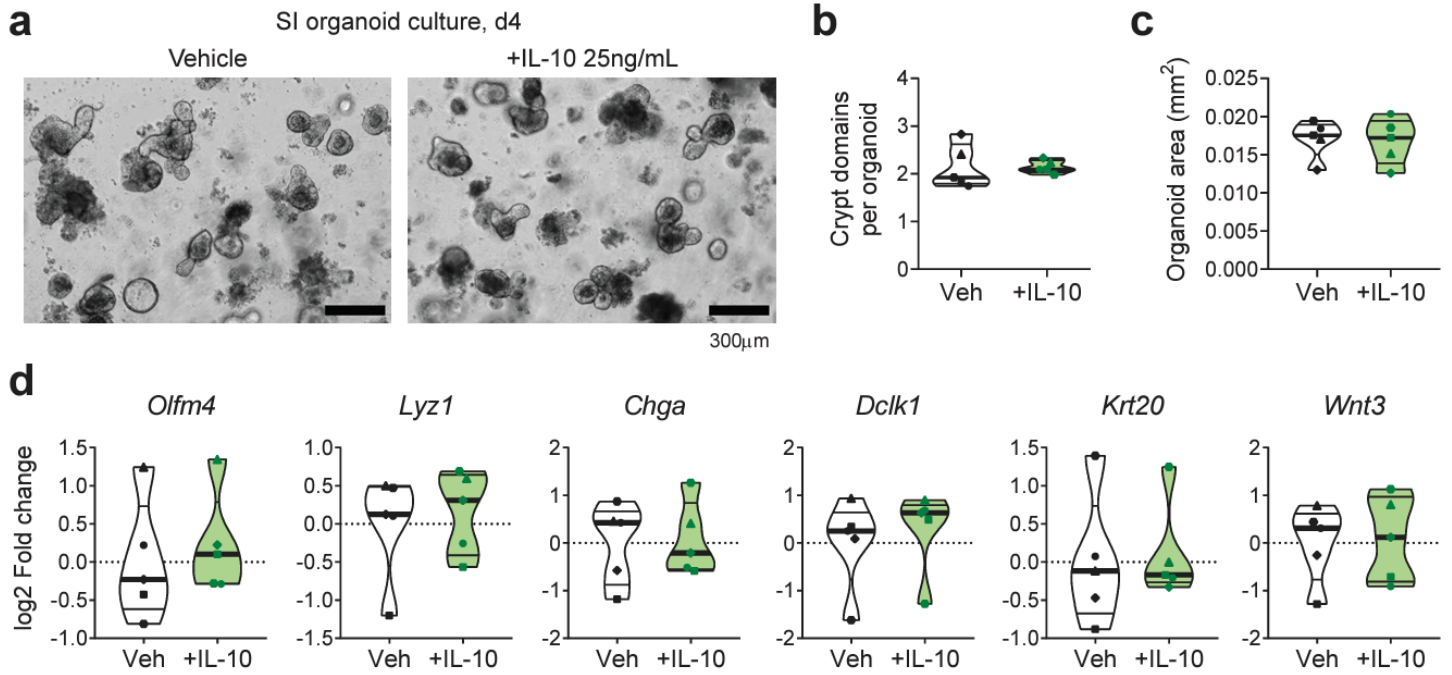 a
SI organoid culture, d4
Vehicle
+IL-10 25ng/mL
300μm
b
Crypt domains
per organoid
4
3
2
1
0
Veh +IL-10
c
Organoid area (mm²)
0.025
0.020
0.015
0.010
0.005
0.000
Veh +IL-10
d
log2 Fold change
Olfm4
1.5
1.0
0.5
0.0
-0.5
-1.0
Veh +IL-10
Lyz1
1.0
0.5
0.0
-0.5
-1.0
-1.5
Veh +IL-10
Chga
2
1
0
-1
-2
Veh +IL-10
Dclk1
2
1
0
-1
-2
Veh +IL-10
Krt20
1.5
1.0
0.5
0.0
-0.5
-1.0
Veh +IL-10
Wnt3
2
1
0
-1
-2
Veh +IL-10